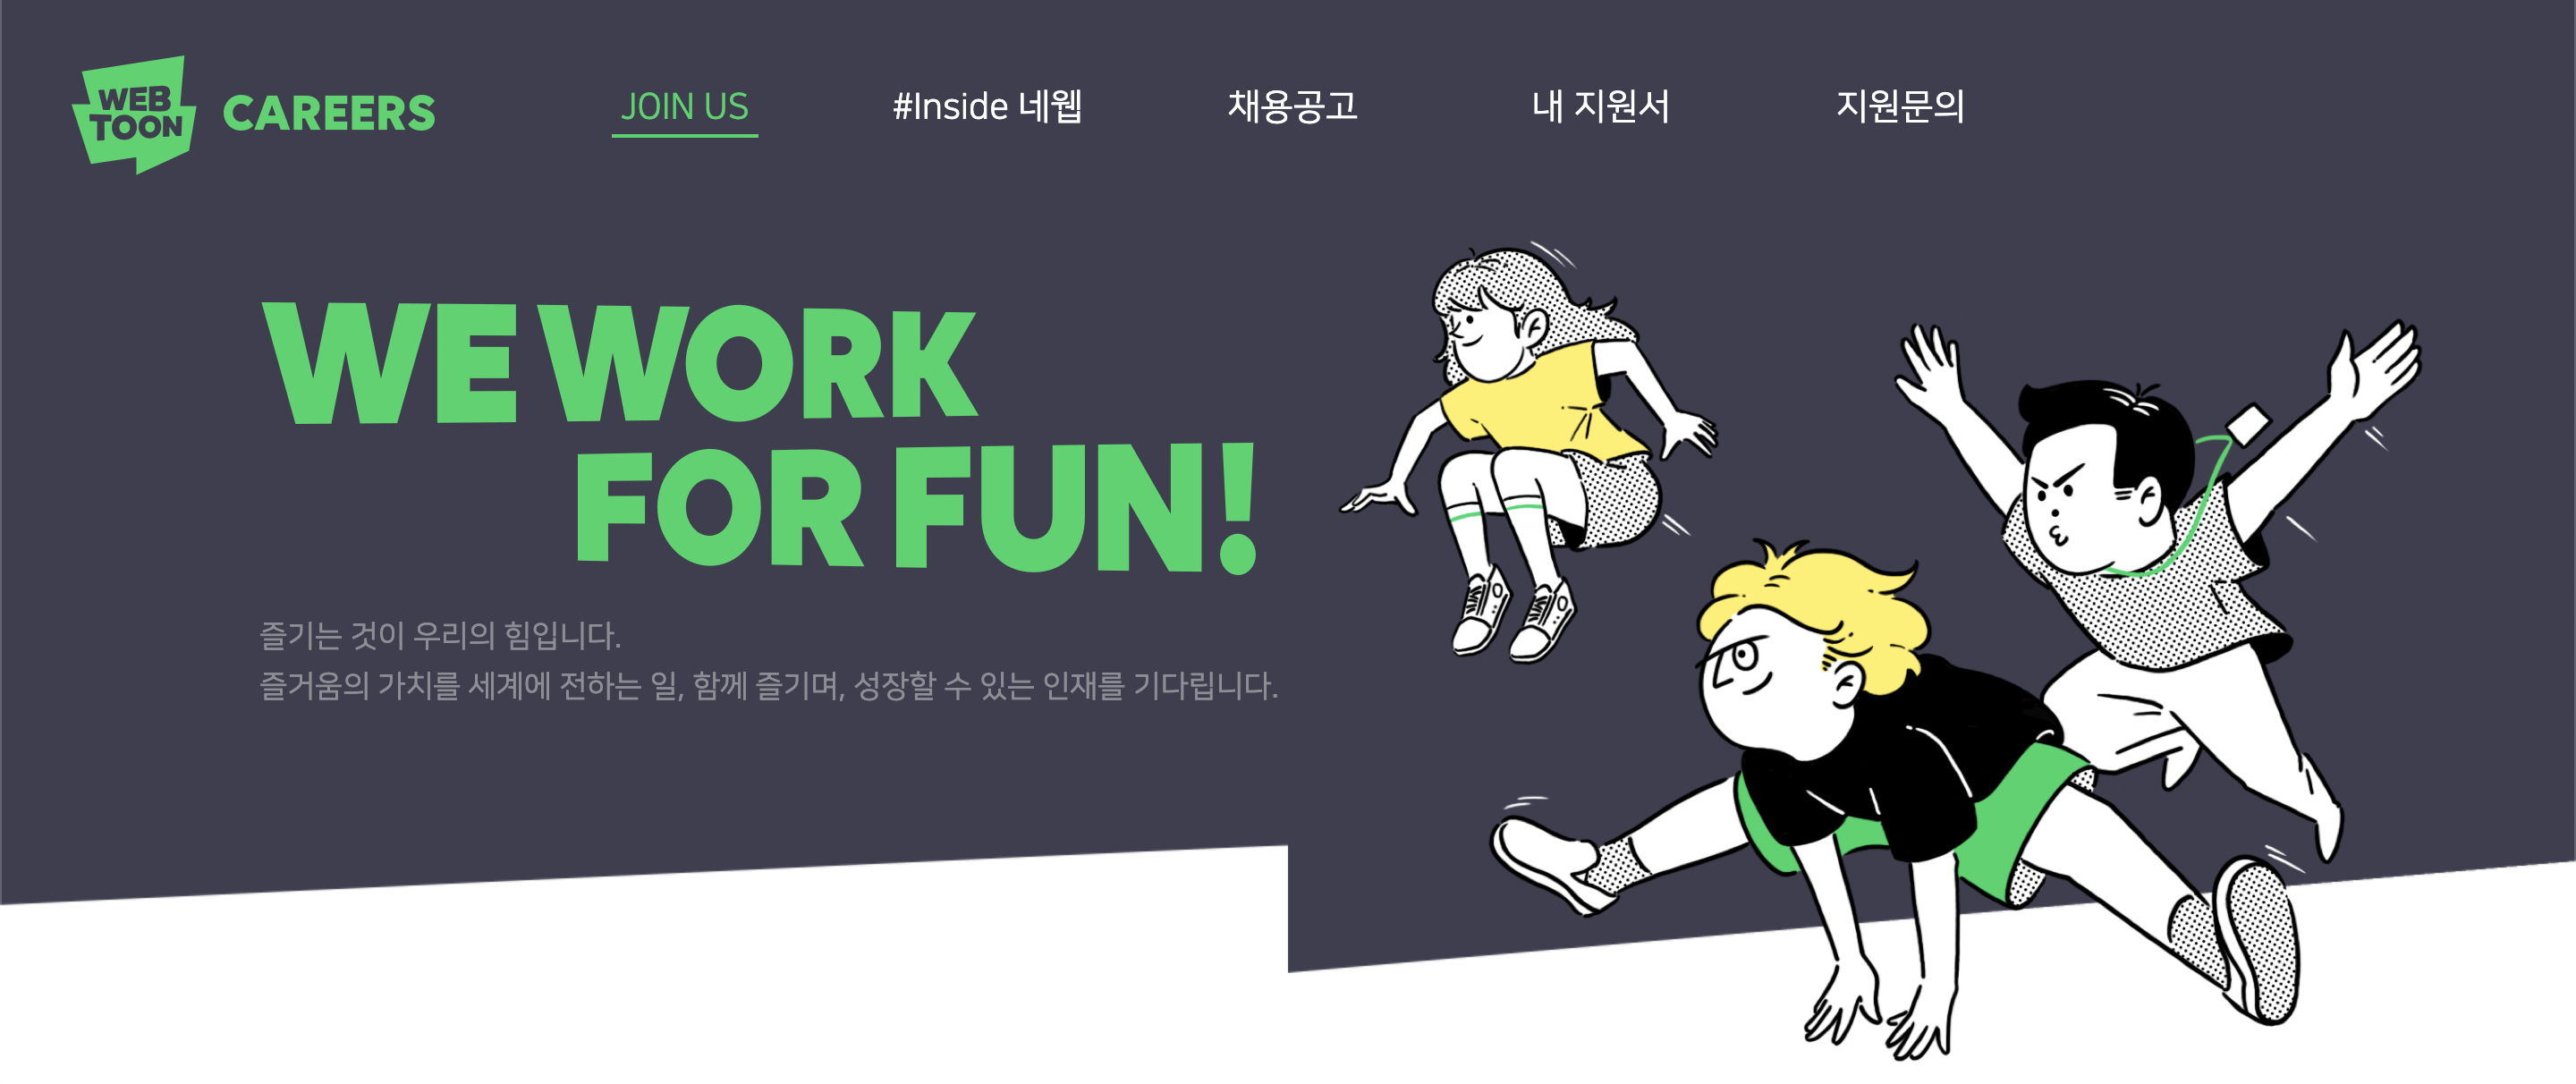 WEB
TOON
CAREERS
JOIN US
#Inside 네웹
채용공고
내 지원서
지원문의
WE WORK
FOR FUN!
즐기는 것이 우리의 힘입니다.
즐거움의 가치를 세계에 전하는 일, 함께 즐기며, 성장할 수 있는 인재를 기다립니다.